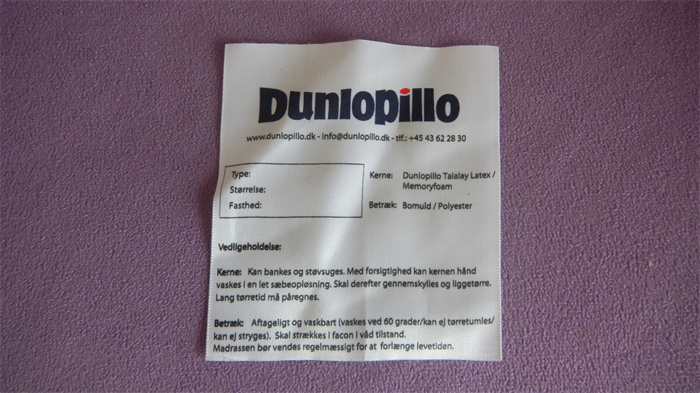 Dunlopillo
www.dunlopillo.dk - info@dunlopillo.dk - tlf.: +45 43 62 28 30
Type:
Størrelse:
Fasthed:
Kerne: Dunlopillo Talalay Latex /
Memoryfoam
Betræk: Bomuld / Polyester
Vedligeholdelse:
Kerne: Kan bankes og støvsuges. Med forsigtighed kan kernen hånd
vaskes i en let sæbeopløsning. Skal derefter gennemskylles og liggetørre.
Lang tørretid må påregnes.
Betræk: Aftageligt og vaskbart (vaskes ved 60 grader/kan ej tørretumles/
kan ej stryges). Skal strækkes i facon i våd tilstand.
Madrassen bør vendes regelmæssigt for at forlænge levetiden.